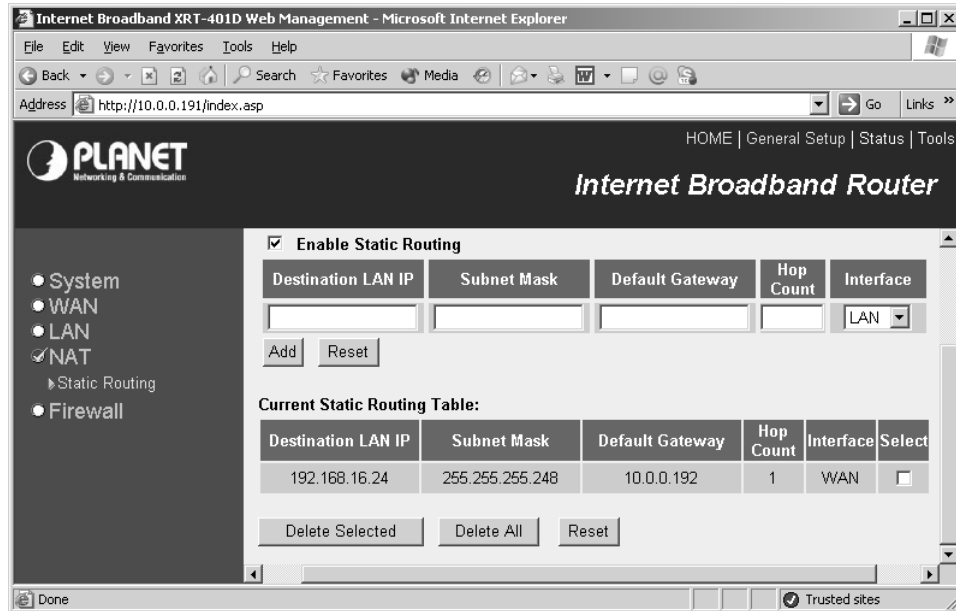 Internet Broadband XRT-401D Web Management - Microsoft Internet Explorer
File Edit View Favorites Tools Help
Back Search Favorites Media
Address http://10.0.0.191/index.asp Go Links »
HOME | General Setup | Status | Tools
PLANET
Networking & Communication
Internet Broadband Router
System
WAN
LAN
NAT
Static Routing
Firewall
Enable Static Routing
Destination LAN IP Subnet Mask Default Gateway Hop Count Interface
LAN
Add Reset
Current Static Routing Table:
Destination LAN IP Subnet Mask Default Gateway Hop Count Interface Select
192.168.16.24 255.255.255.248 10.0.0.192 1 WAN
Delete Selected Delete All Reset
Done Trusted sites